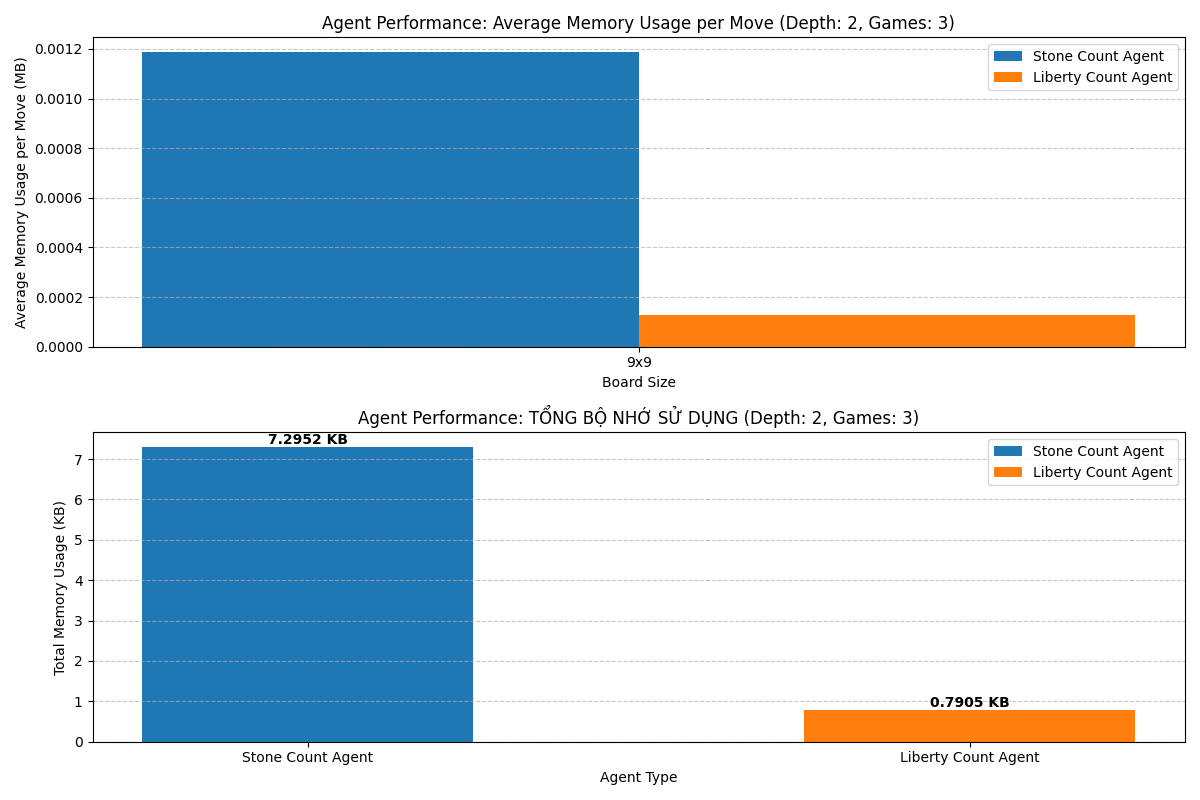 Agent Performance: Average Memory Usage per Move (Depth: 2, Games: 3)
Average Memory Usage per Move (MB)
0.0012
0.0010
0.0008
0.0006
0.0004
0.0002
0.0000
Stone Count Agent
Liberty Count Agent
9x9
Board Size
Agent Performance: TỔNG BỘ NHỚ SỬ DỤNG (Depth: 2, Games: 3)
Total Memory Usage (KB)
7
6
5
4
3
2
1
0
7.2952 KB
Stone Count Agent
Liberty Count Agent
0.7905 KB
Stone Count Agent
Liberty Count Agent
Agent Type